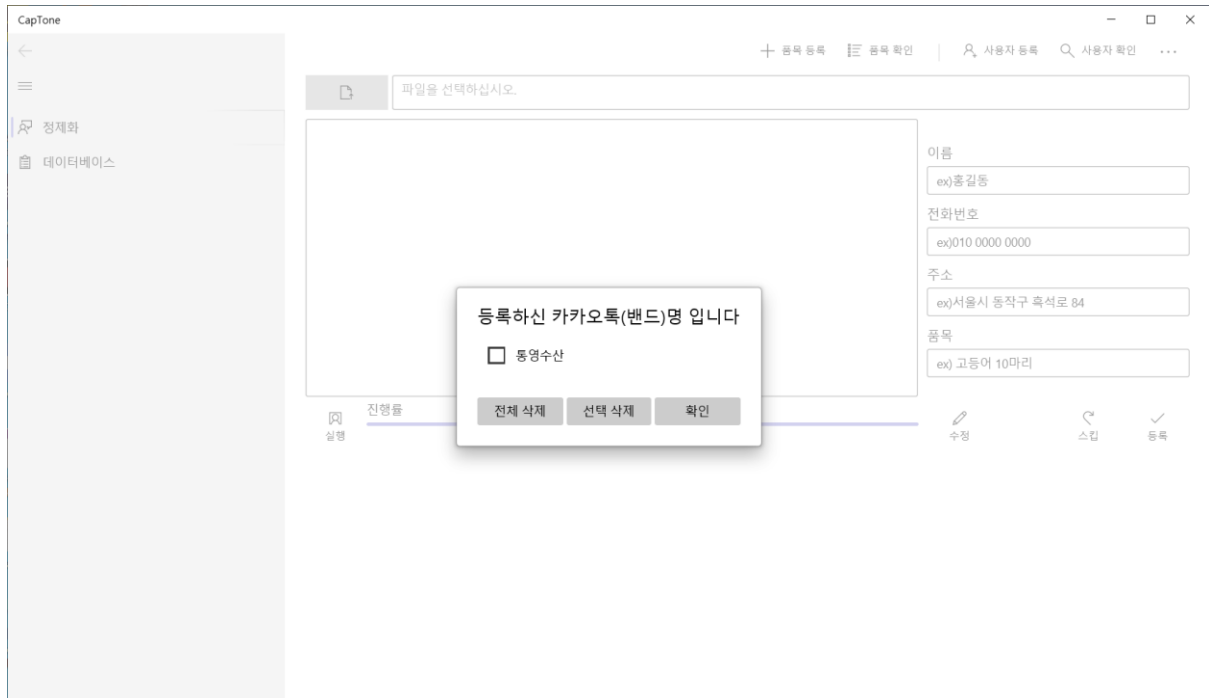 CapTone
품목 등록
품목 확인
사용자 등록
사용자 확인
파일을 선택하십시오.
정제화
데이터베이스
이름
ex)홍길동
전화번호
ex)010 0000 0000
주소
ex)서울시 동작구 흑석로 84
품목
ex) 고등어 10마리
등록하신 카카오톡(밴드)명 입니다
통영수산
전체 삭제
선택 삭제
확인
실행
진행률
수정
스킵
등록